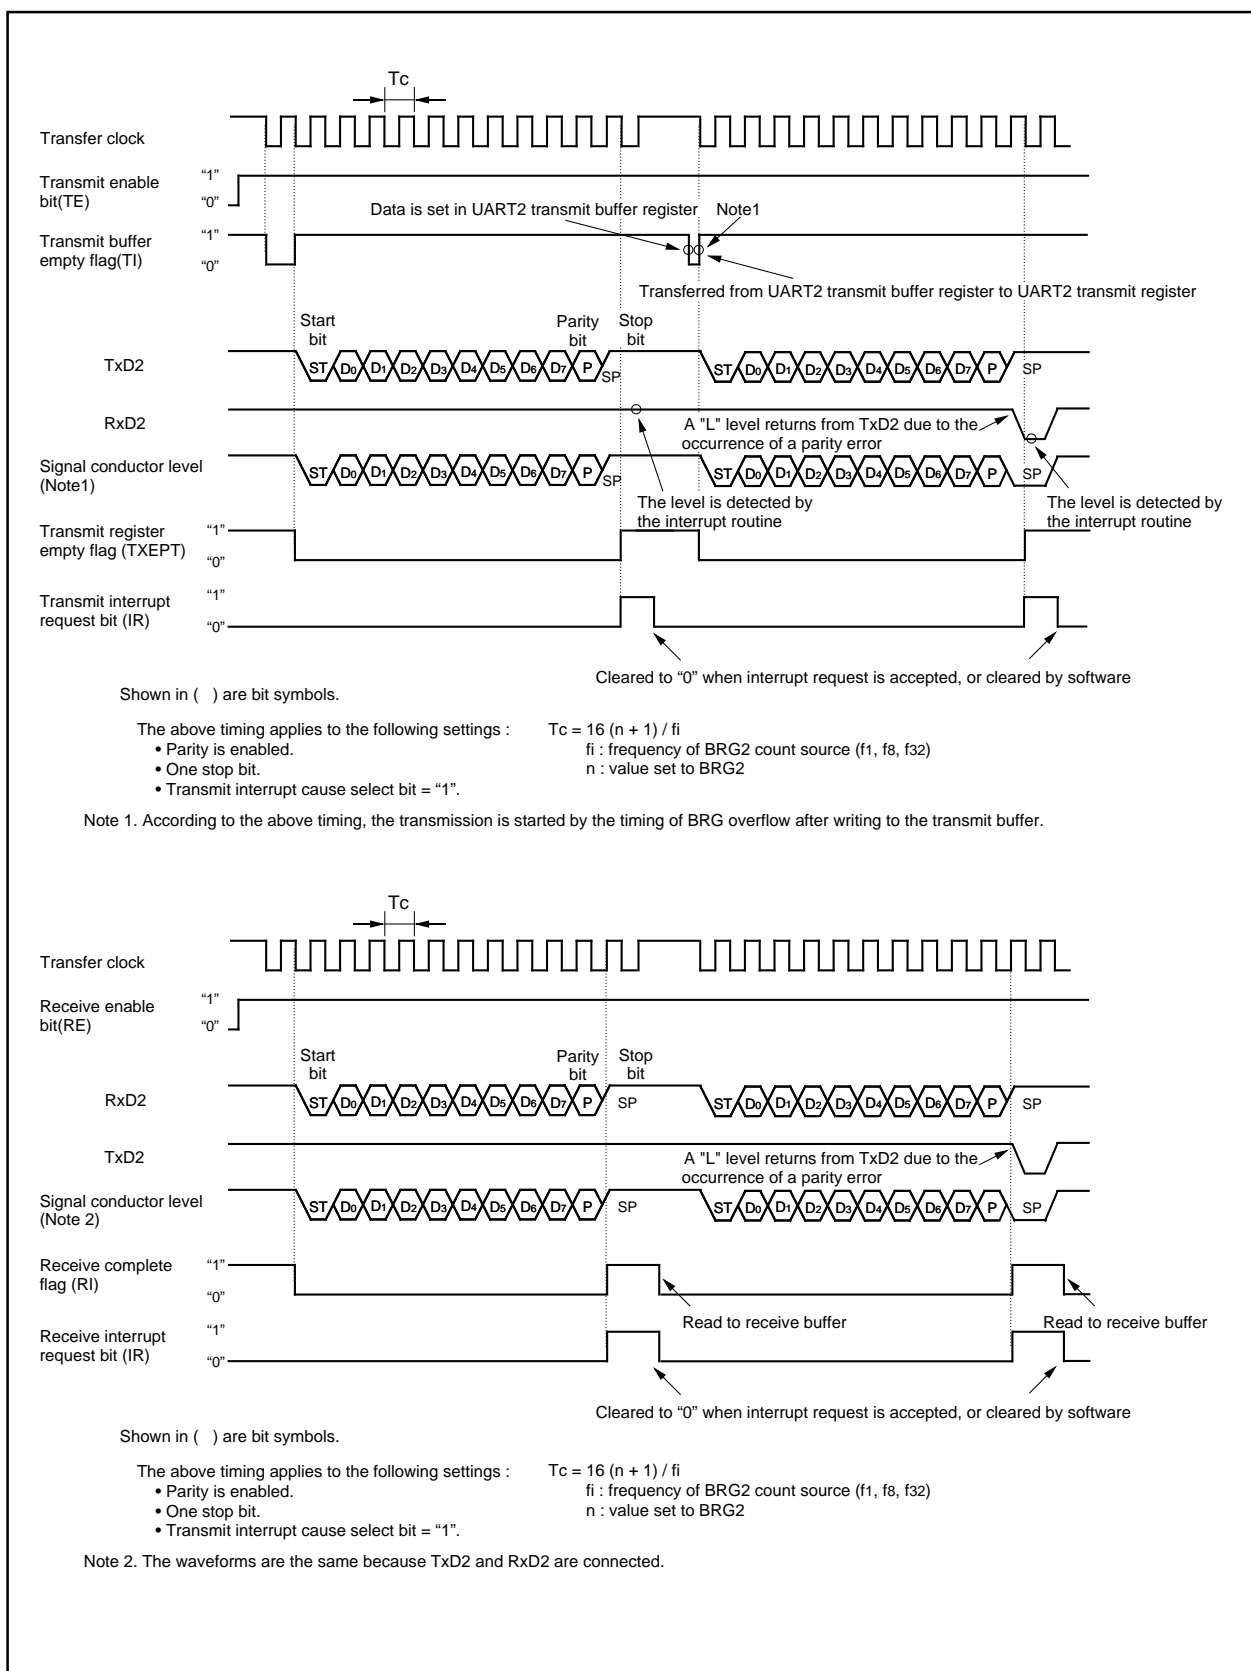 Tc
Transfer clock
Transmit enable
bit(TE)
“1”
“0”
Data is set in UART2 transmit buffer register
Note1
Transmit buffer
empty flag(TI)
“1”
“0”
Transferred from UART2 transmit buffer register to UART2 transmit register
Start
bit
Parity
bit
Stop
bit
TxD2
ST D0 D1 D2 D3 D4 D5 D6 D7 P SP
ST D0 D1 D2 D3 D4 D5 D6 D7 P SP
RxD2
A "L" level returns from TxD2 due to the
occurrence of a parity error
Signal conductor level
(Note1)
ST D0 D1 D2 D3 D4 D5 D6 D7 P SP
ST D0 D1 D2 D3 D4 D5 D6 D7 P SP
The level is detected by
the interrupt routine
The level is detected by
the interrupt routine
Transmit register
empty flag (TXEPT)
“1”
“0”
Transmit interrupt
request bit (IR)
“1”
“0”
Cleared to “0” when interrupt request is accepted, or cleared by software
Shown in ( ) are bit symbols.
The above timing applies to the following settings :
• Parity is enabled.
• One stop bit.
• Transmit interrupt cause select bit = “1”.
Tc = 16 (n + 1) / fi
fi : frequency of BRG2 count source (f1, f8, f32)
n : value set to BRG2
Note 1. According to the above timing, the transmission is started by the timing of BRG overflow after writing to the transmit buffer.
Tc
Transfer clock
Receive enable
bit(RE)
“1”
“0”
Start
bit
Parity
bit
Stop
bit
RxD2
ST D0 D1 D2 D3 D4 D5 D6 D7 P SP
ST D0 D1 D2 D3 D4 D5 D6 D7 P SP
TxD2
A "L" level returns from TxD2 due to the
occurrence of a parity error
Signal conductor level
(Note 2)
ST D0 D1 D2 D3 D4 D5 D6 D7 P SP
ST D0 D1 D2 D3 D4 D5 D6 D7 P SP
Receive complete
flag (RI)
“1”
“0”
Read to receive buffer
Read to receive buffer
Receive interrupt
request bit (IR)
“1”
“0”
Cleared to “0” when interrupt request is accepted, or cleared by software
Shown in ( ) are bit symbols.
The above timing applies to the following settings :
• Parity is enabled.
• One stop bit.
• Transmit interrupt cause select bit = “1”.
Tc = 16 (n + 1) / fi
fi : frequency of BRG2 count source (f1, f8, f32)
n : value set to BRG2
Note 2. The waveforms are the same because TxD2 and RxD2 are connected.